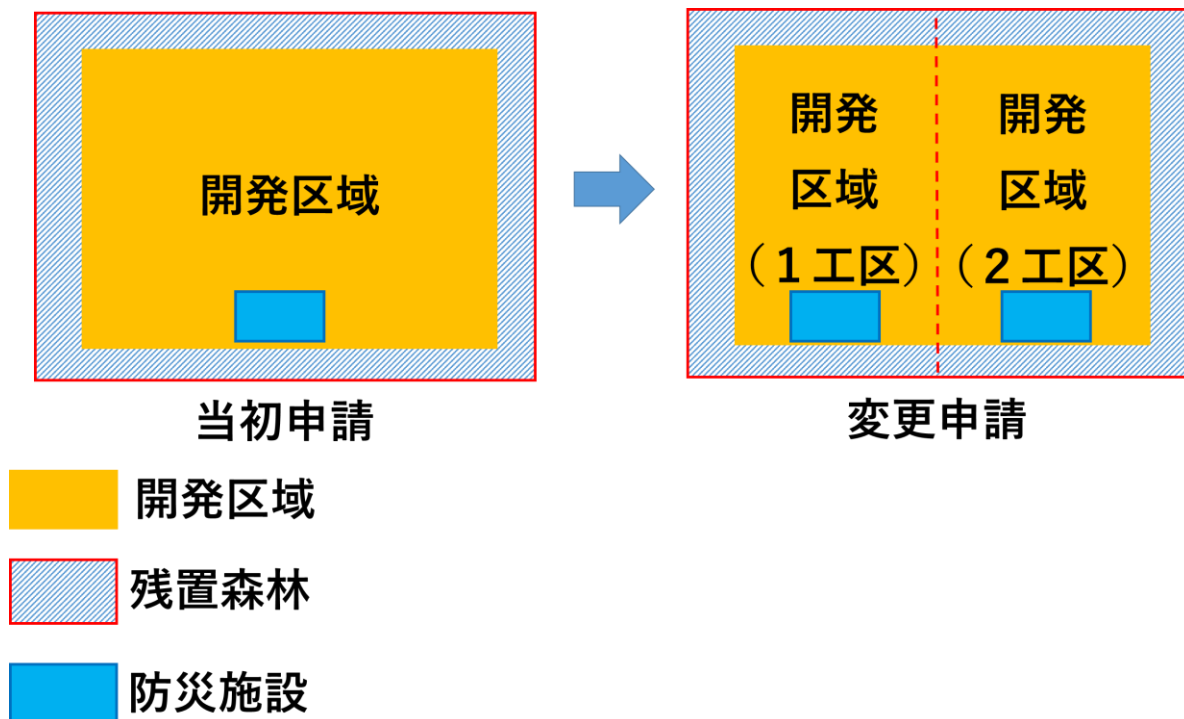 開発区域
開発
区域
（１工区）
開発
区域
（２工区）
当初申請
変更申請
開発区域
残置森林
防災施設